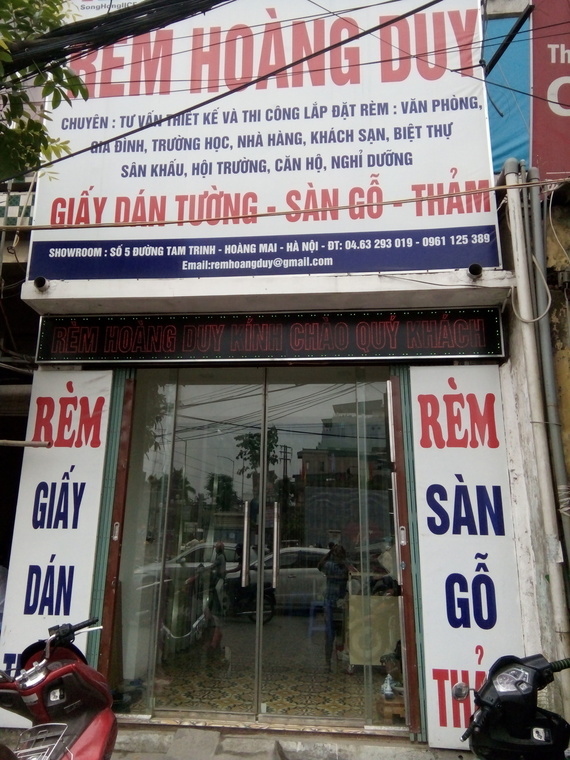 RÈM HOÀNG DUY
CHUYÊN : TƯ VẤN THIẾT KẾ VÀ THI CÔNG LẮP ĐẶT RÈM : VĂN PHÒNG,
GIA ĐÌNH, TRƯỜNG HỌC, NHÀ HÀNG, KHÁCH SẠN, BIỆT THỰ
SÂN KHẤU, HỘI TRƯỜNG, CĂN HỘ, NGHỈ DƯỠNG
GIẤY DÁN TƯỜNG - SÀN GỖ - THẢM
SHOWROOM : SỐ 5 ĐƯỜNG TAM TRINH - HOÀNG MAI - HÀ NỘI - ĐT: 04.63 293 019 - 0961 125 389
Email:remhoangduy@gmail.com
RÈM HOÀNG DUY KÍNH CHÀO QUÝ KHÁCH
RÈM
GIẤY
DÁN
RÈM
SÀN
GỖ
THẢ
Th